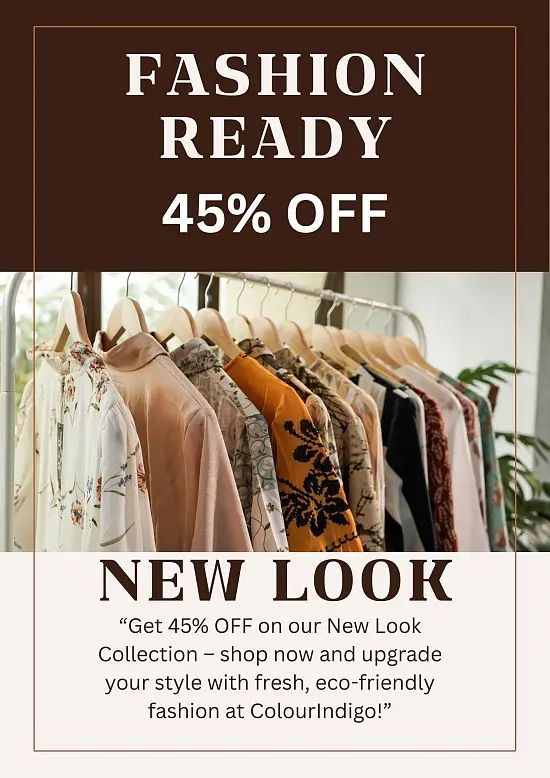 FASHION
READY
45% OFF
NEW LOOK
“Get 45% OFF on our New Look
Collection – shop now and upgrade
your style with fresh, eco-friendly
fashion at ColourIndigo!”